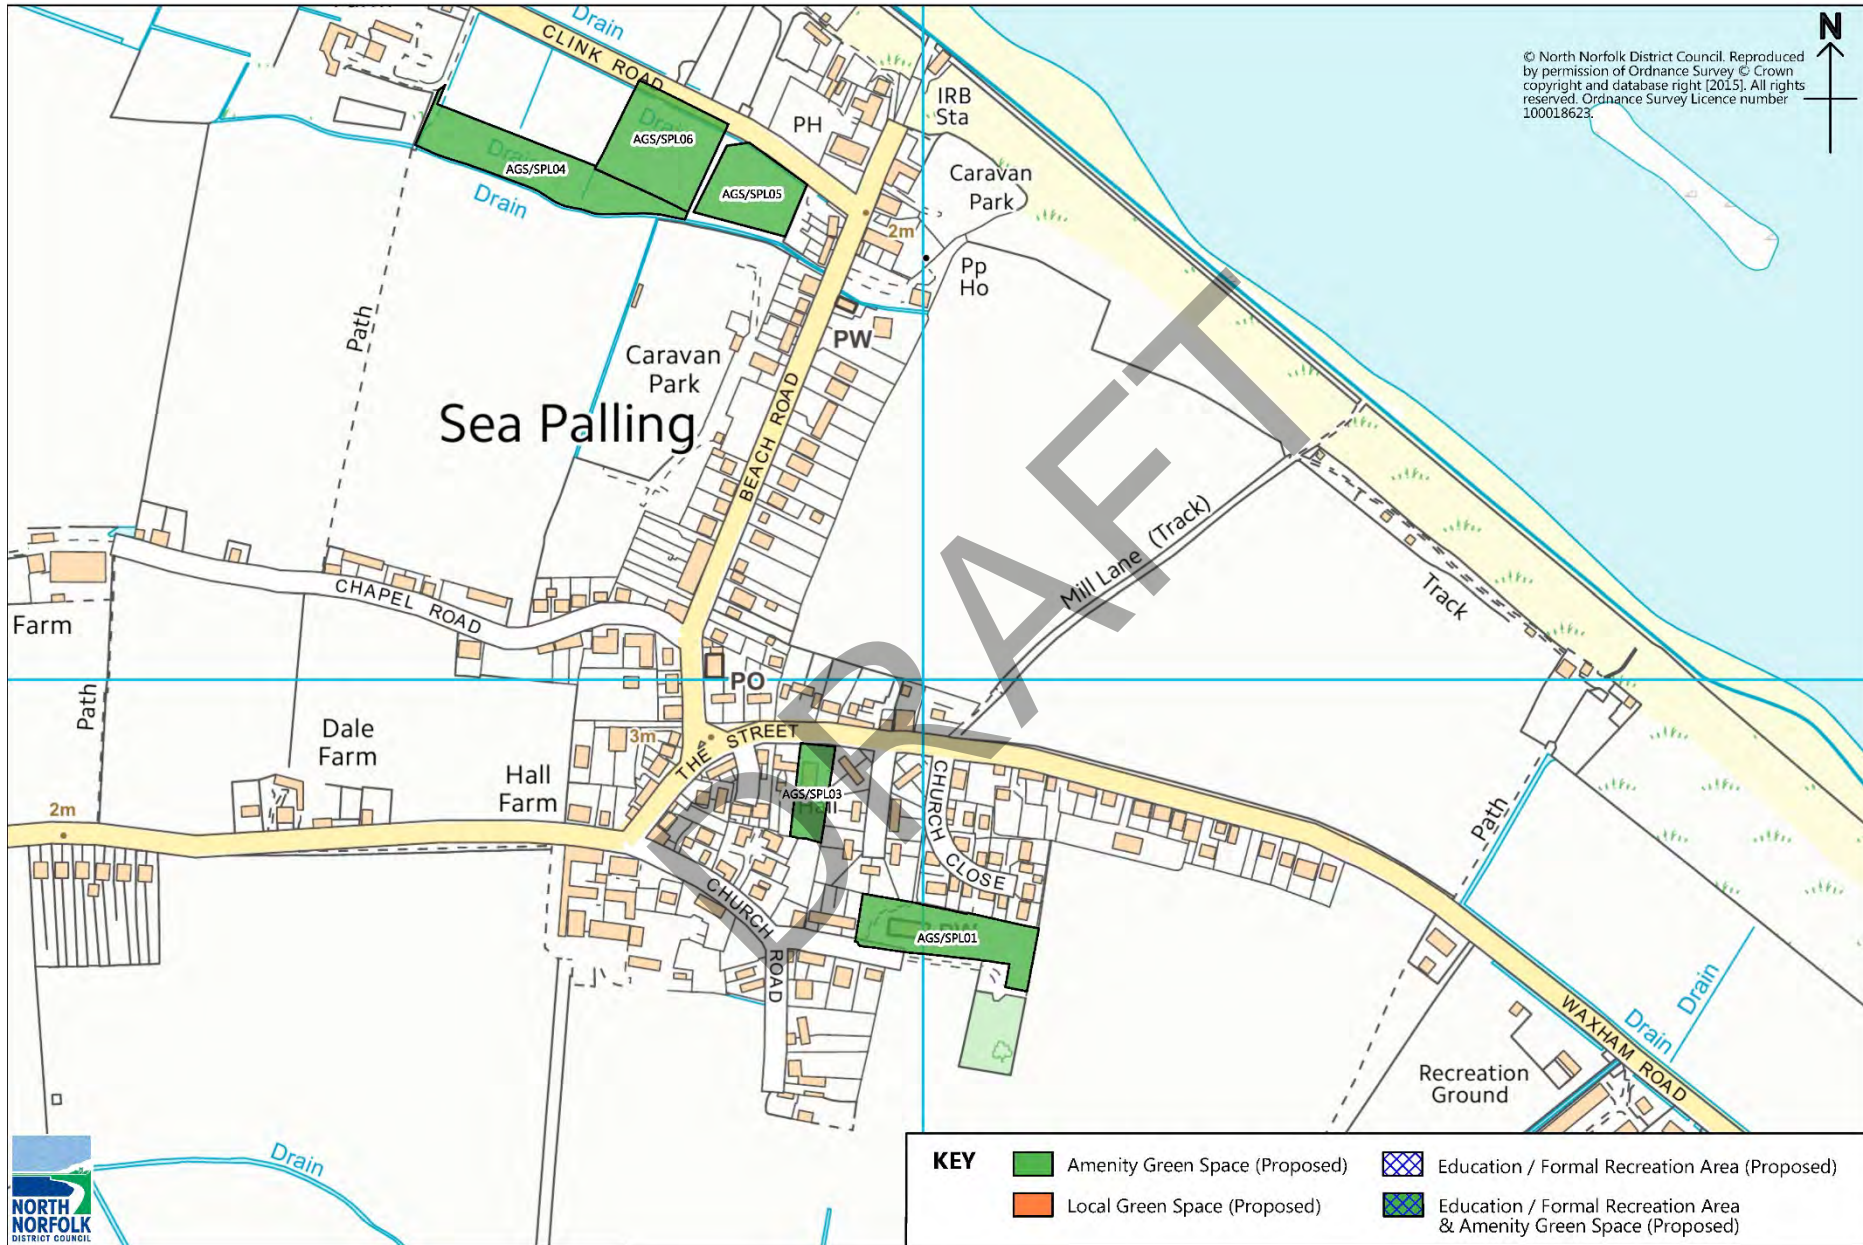 Drain
CLINK ROAD
N
© North Norfolk District Council. Reproduced
by permission of Ordnance Survey © Crown
copyright and database right [2015]. All rights
reserved. Ordnance Survey Licence number
100018623.
IRB
Sta
PH
Drain
AGS/SPL06
Drain
AGS/SPL04
AGS/SPL05
Drain
Caravan
Park
2m
Pp
Ho
Path
PW
Caravan
Park
Sea Palling
BEACH ROAD
DRAFT
Mill Lane (Track)
Track
CHAPEL ROAD
Farm
Path
PO
Dale
Farm
3m
THE STREET
Hall
Farm
AGS/SPL03
Hall
2m
CHURCH CLOSE
Path
CHURCH ROAD
PW
AGS/SPL01
WAXHAM ROAD
Drain
Drain
Recreation
Ground
Drain
NORTH
NORFOLK
DISTRICT COUNCIL
KEY
Amenity Green Space (Proposed)
Local Green Space (Proposed)
Education / Formal Recreation Area (Proposed)
Education / Formal Recreation Area
& Amenity Green Space (Proposed)